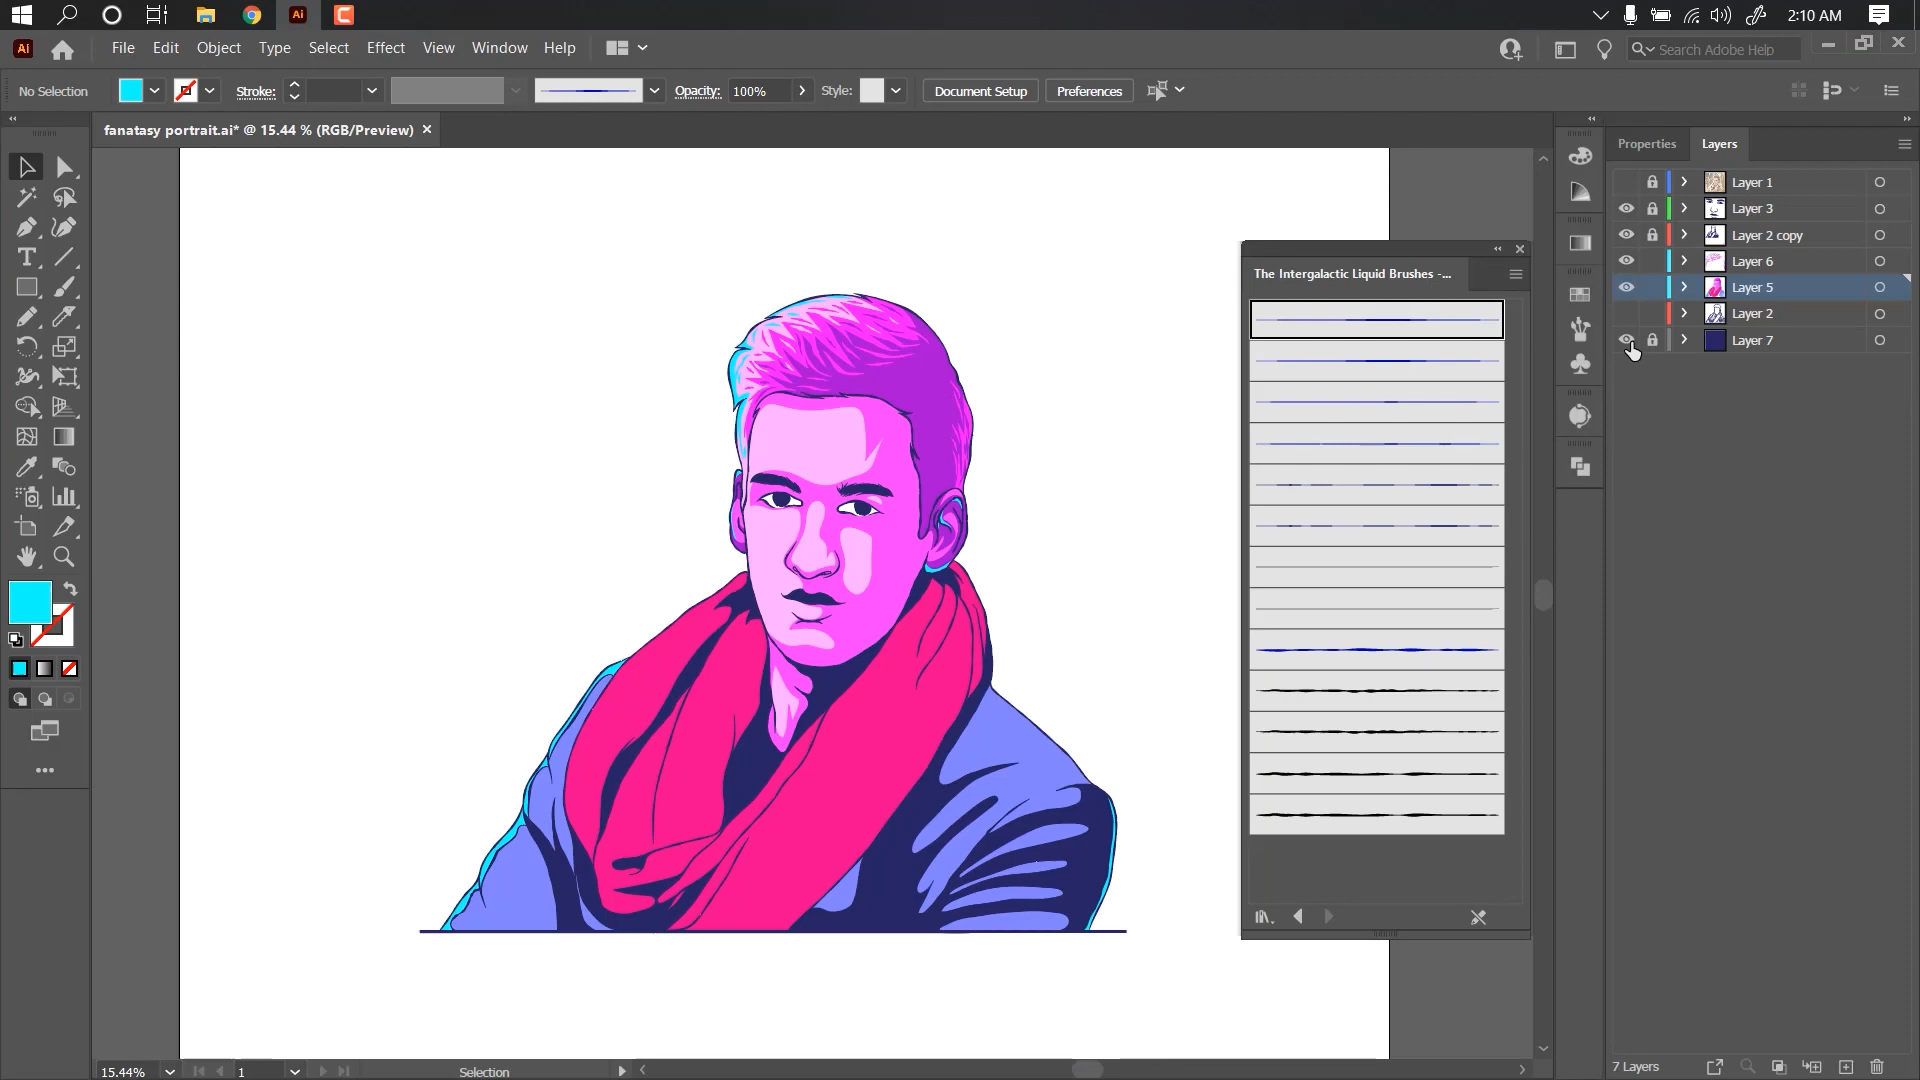 Ai
2:10 AM
Ai
File Edit Object Type Select Effect View Window Help
Search Adobe Help
No Selection
Stroke:
Opacity: 100%
Style:
Document Setup
Preferences
fanatasy portrait.ai* @ 15.44 % (RGB/Preview)
Properties
Layers
Layer 1
Layer 3
Layer 2 copy
Layer 6
Layer 5
Layer 2
Layer 7
The Intergalactic Liquid Brushes -...
15.44%
1
Selection
7 Layers